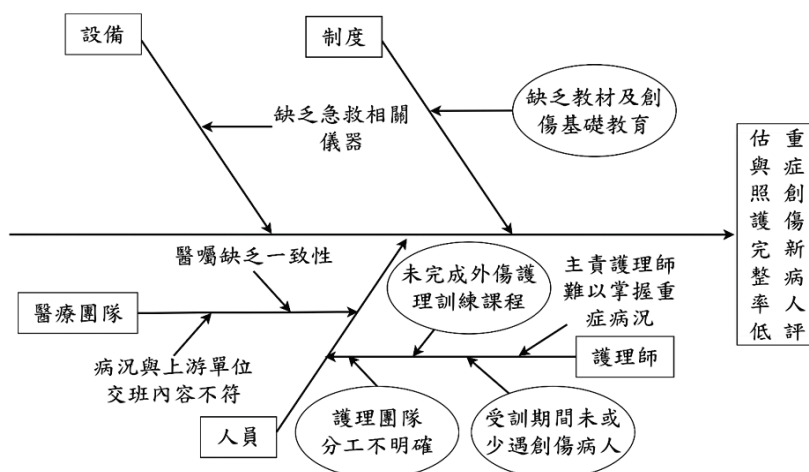 設備
制度
缺乏急救相關
儀器
缺乏教材及創
傷基礎教育
重症創傷新病人評
估與照護完整率低
醫囑缺乏一致性
醫療團隊
病況與上游單位
交班內容不符
人員
未完成外傷護
理訓練課程
主責護理師
難以掌握重
症病況
護理師
護理團隊
分工不明確
受訓期間未或
少遇創傷病人